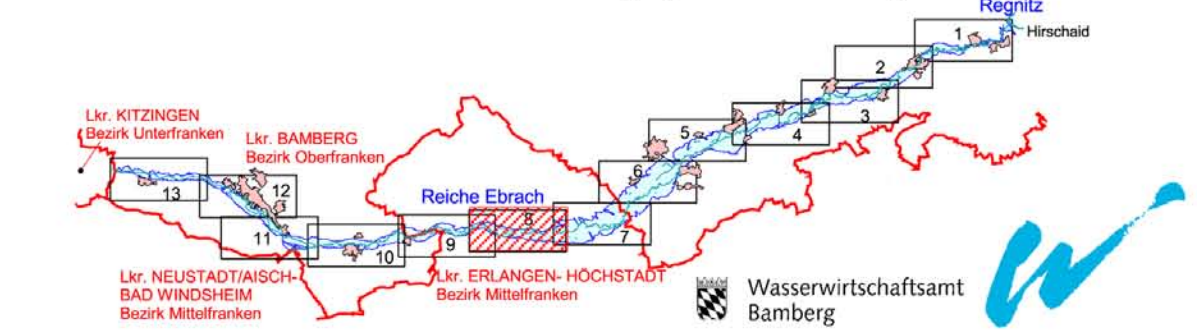 Regnitz
Hirschaid
1
2
3
4
5
6
7
8
9
10
11
12
13
Lkr. KITZINGEN
Bezirk Unterfranken
Lkr. BAMBERG
Bezirk Oberfranken
Reiche Ebrach
Lkr. NEUSTADT/AISCH-
BAD WINDSHEIM
Bezirk Mittelfranken
Lkr. ERLANGEN- HÖCHSTADT
Bezirk Mittelfranken
Wasserwirtschaftsamt
Bamberg